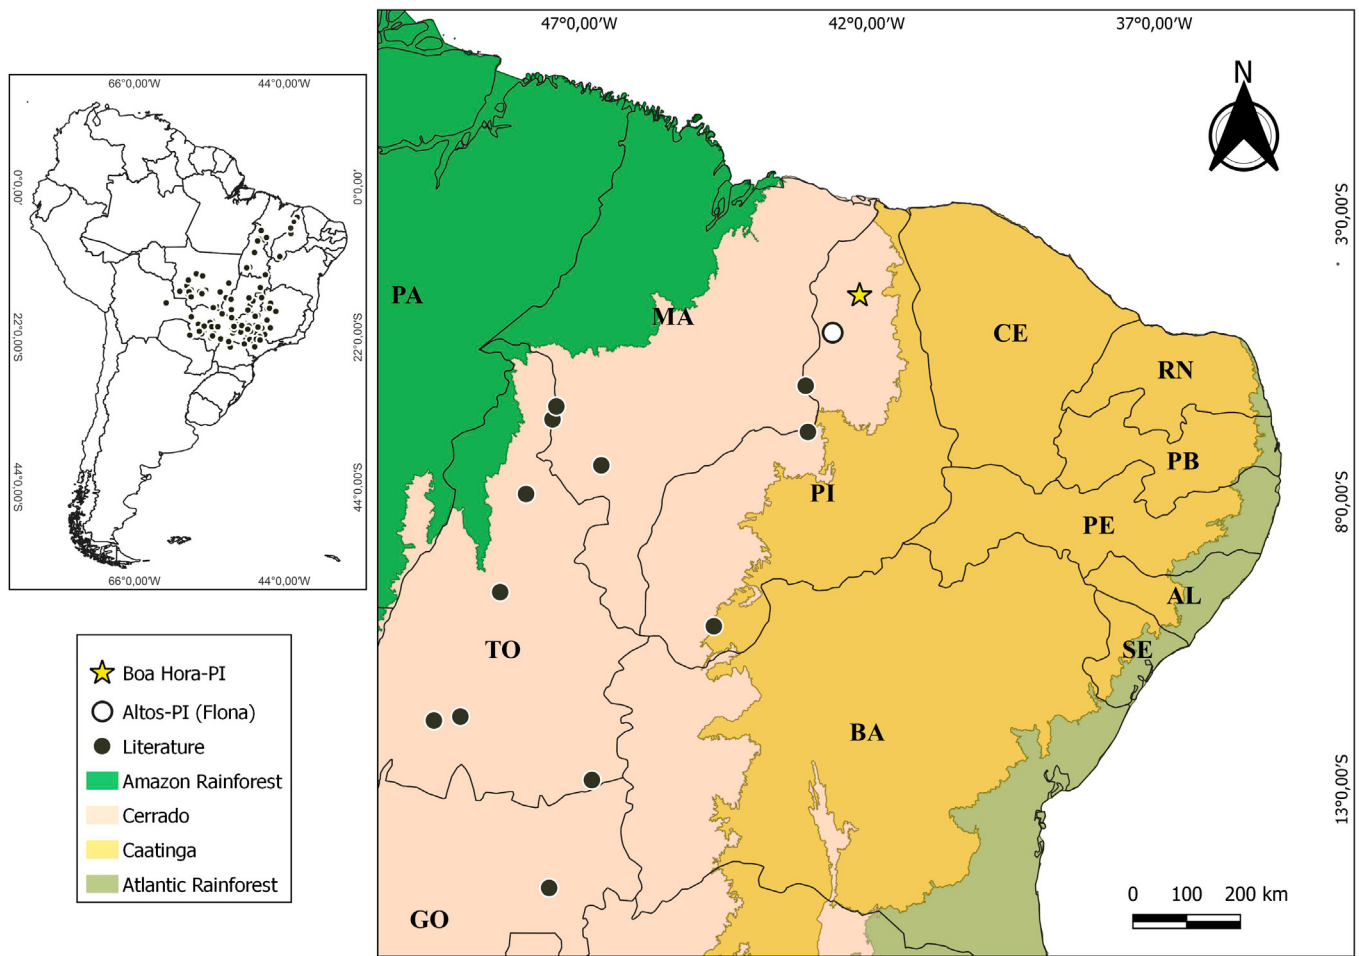 66°0,00'W 44°0,00'W
0°0,00' 0°0,00'
22°0,00'S 22°0,00'S
44°0,00'S 44°0,00'S
66°0,00'W 44°0,00'W
47°0,00'W 42°0,00'W 37°0,00'W
N
3°0,00'S
8°0,00'S
13°0,00'S
PA
MA
CE
RN
PB
PI
PE
AL
SE
TO
BA
GO
Boa Hora-PI
Altos-PI (Flona)
Literature
Amazon Rainforest
Cerrado
Caatinga
Atlantic Rainforest
0 100 200 km